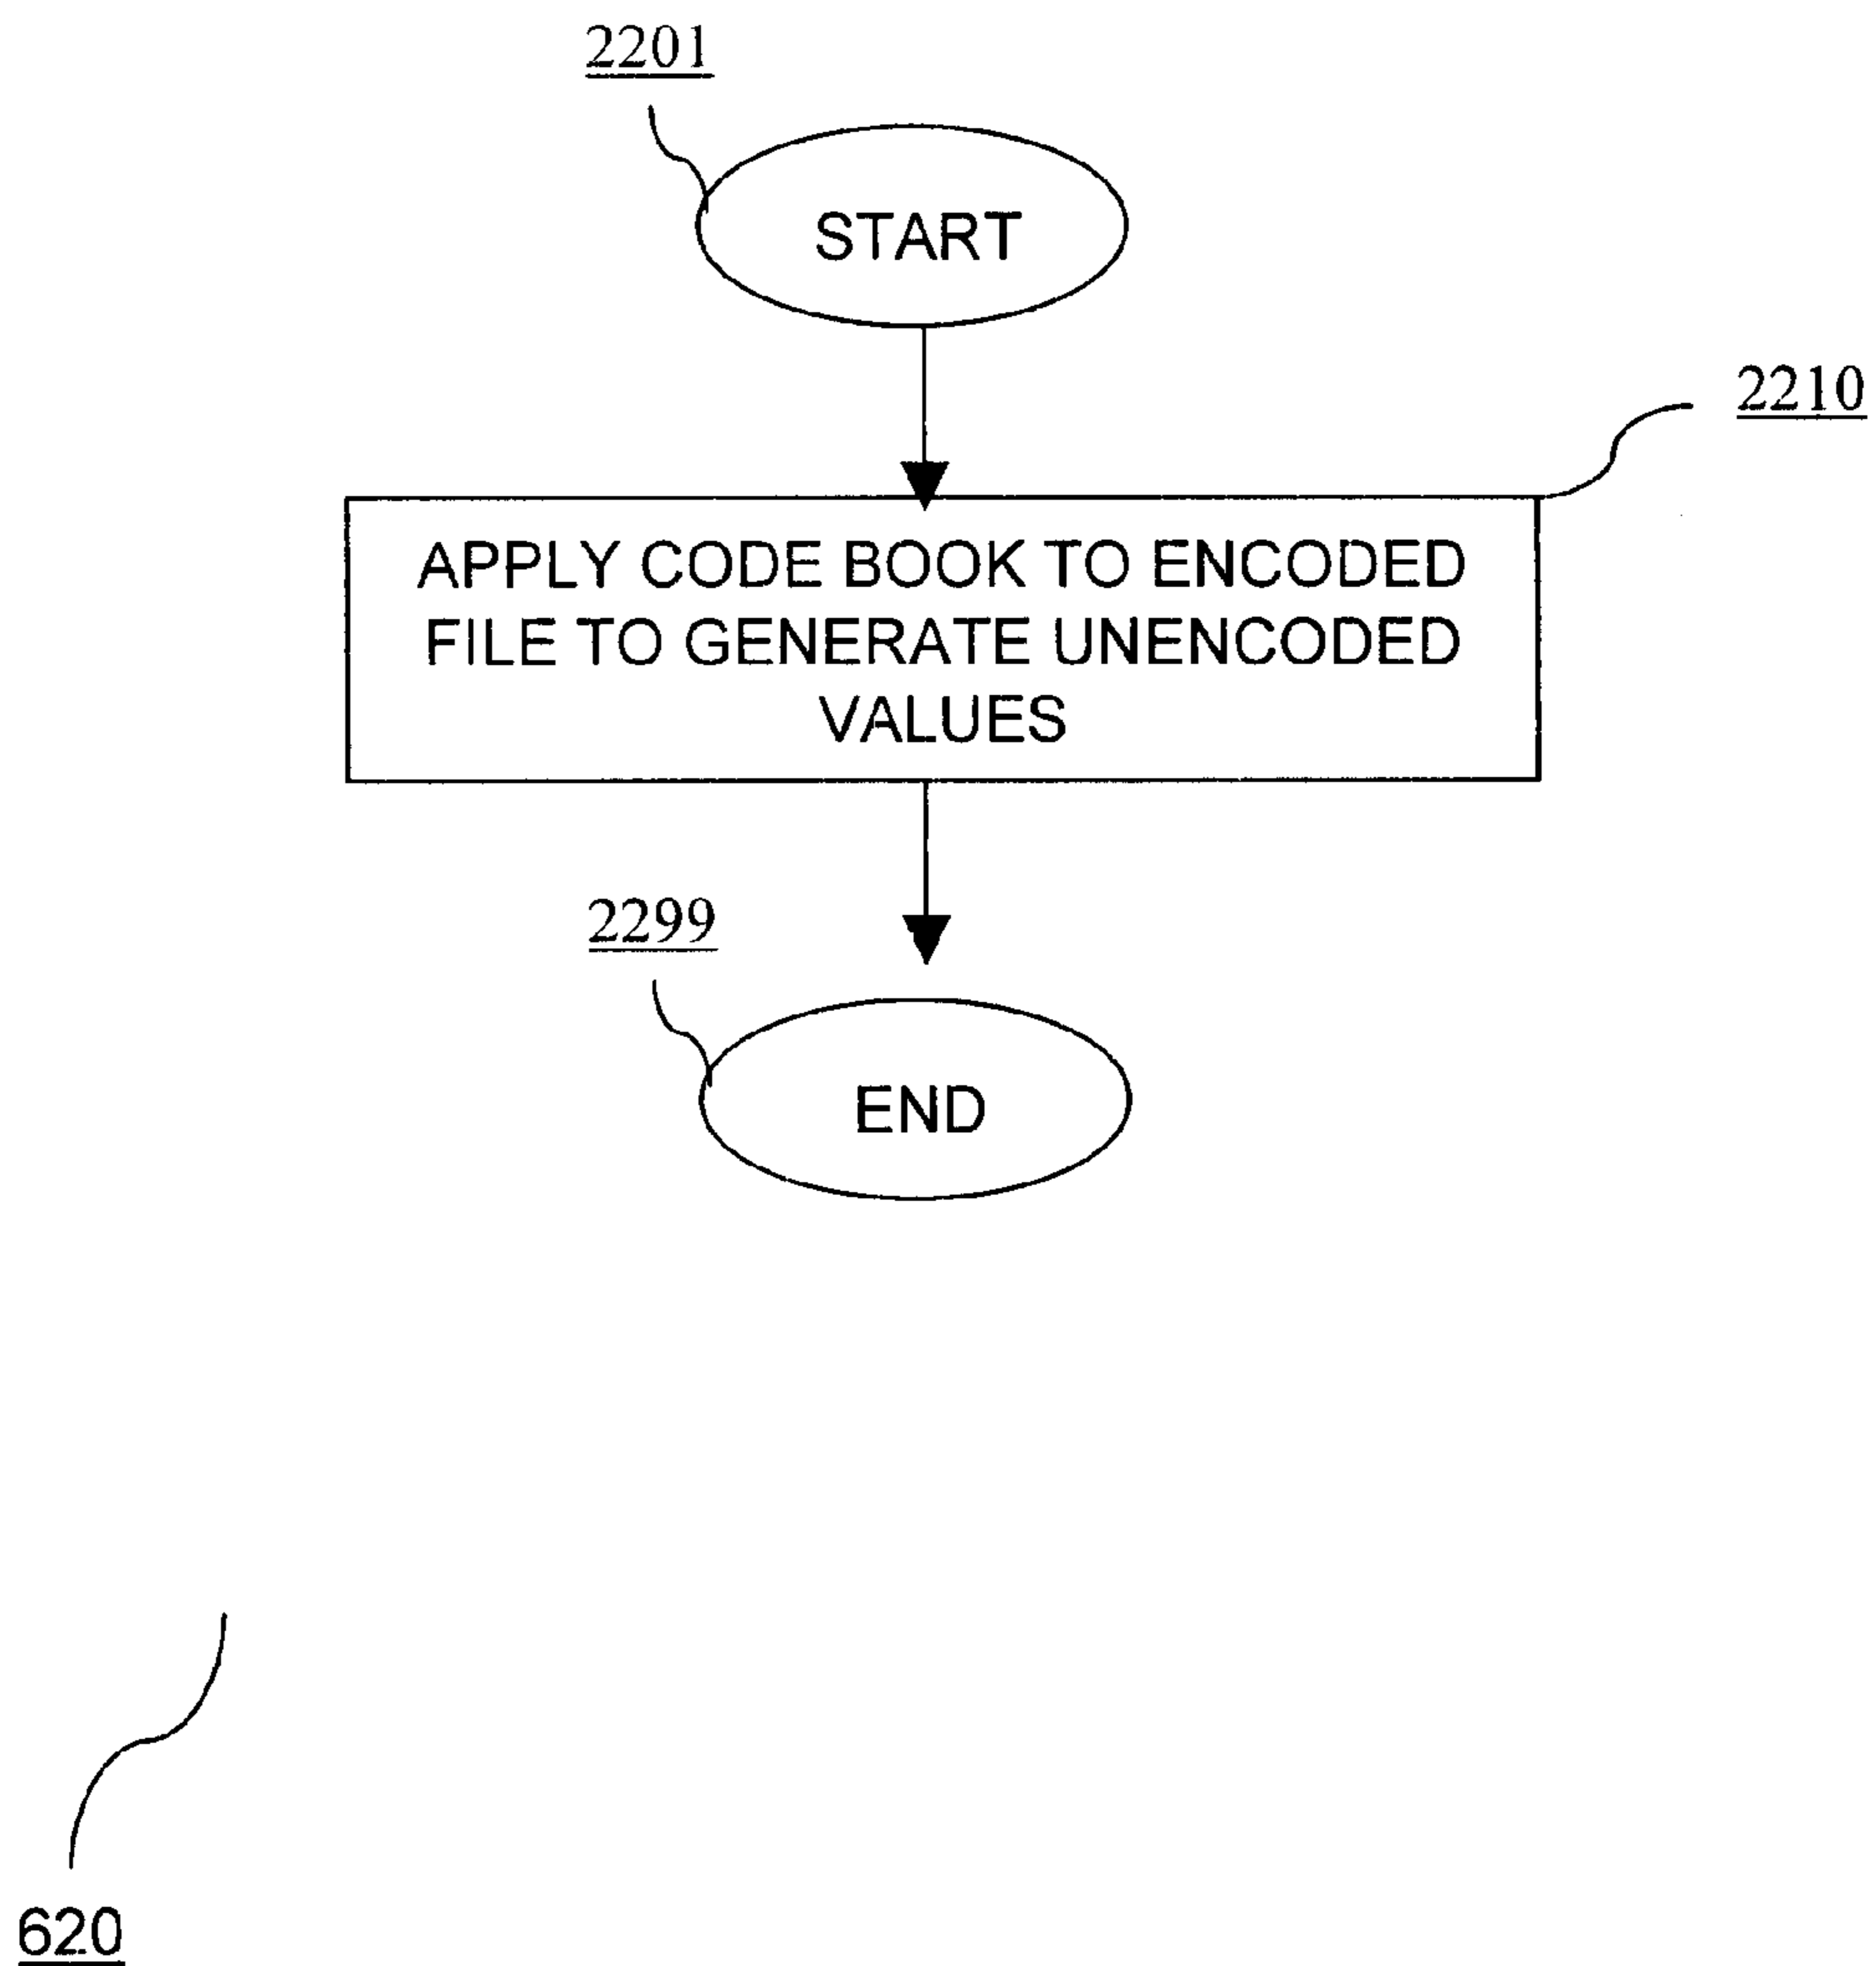 2201
START
2210
APPLY CODE BOOK TO ENCODED
FILE TO GENERATE UNENCODED
VALUES
2299
END
620